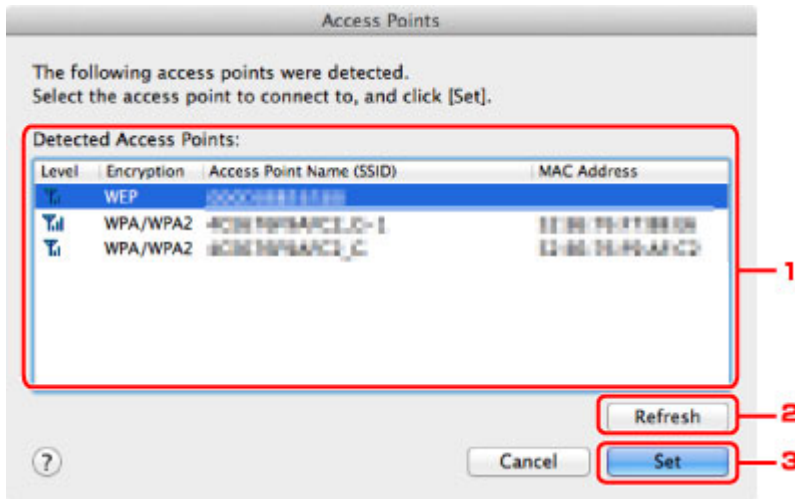 Access Points
The following access points were detected.
Select the access point to connect to, and click [Set].
Detected Access Points:
Level Encryption Access Point Name (SSID) MAC Address
WEP
WPA/WPA2
WPA/WPA2
1
Refresh
2
?
Cancel
Set
3